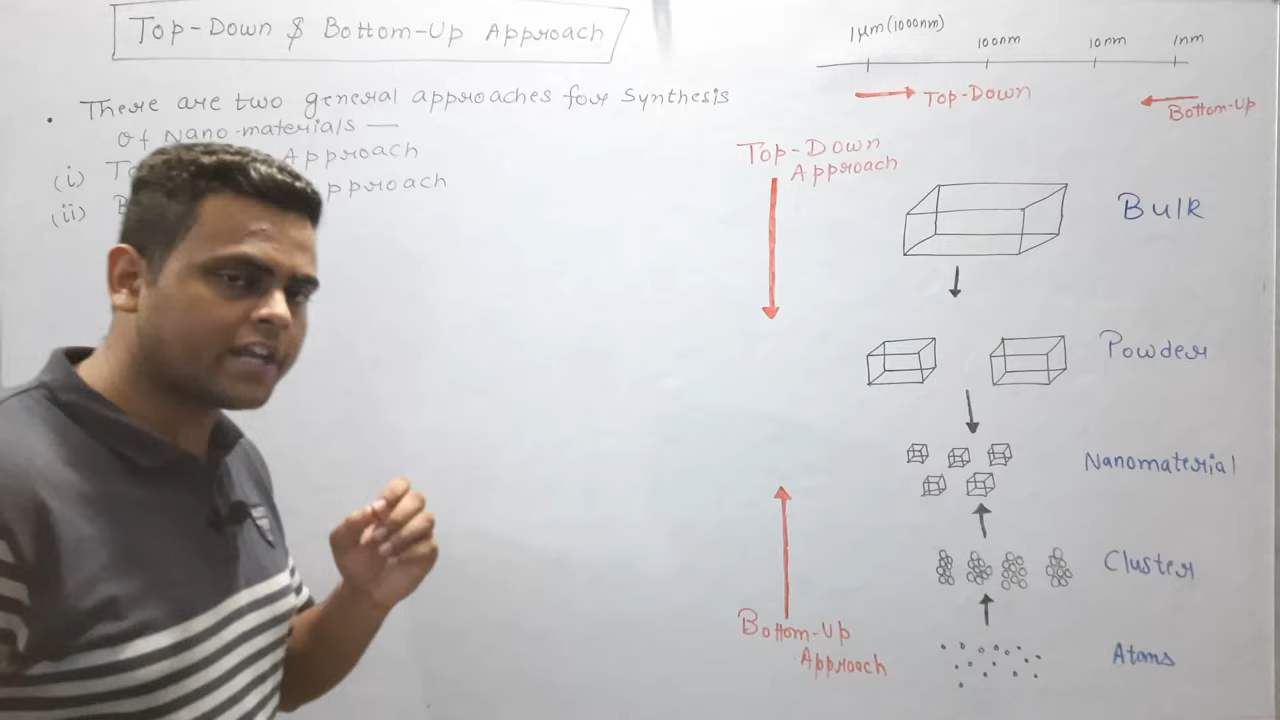 Top-Down $ Bottom-Up Approach
• There are two general approaches for Synthesis
of Nano-materials —
(i) Approach
(ii) pproach
1μm(1000nm) 100nm 10nm 1nm
Top-Down Bottom-Up
Top-Down
Approach
Bulk
Powder
Nanomaterial
Cluster
Bottom-Up
Approach
Atoms